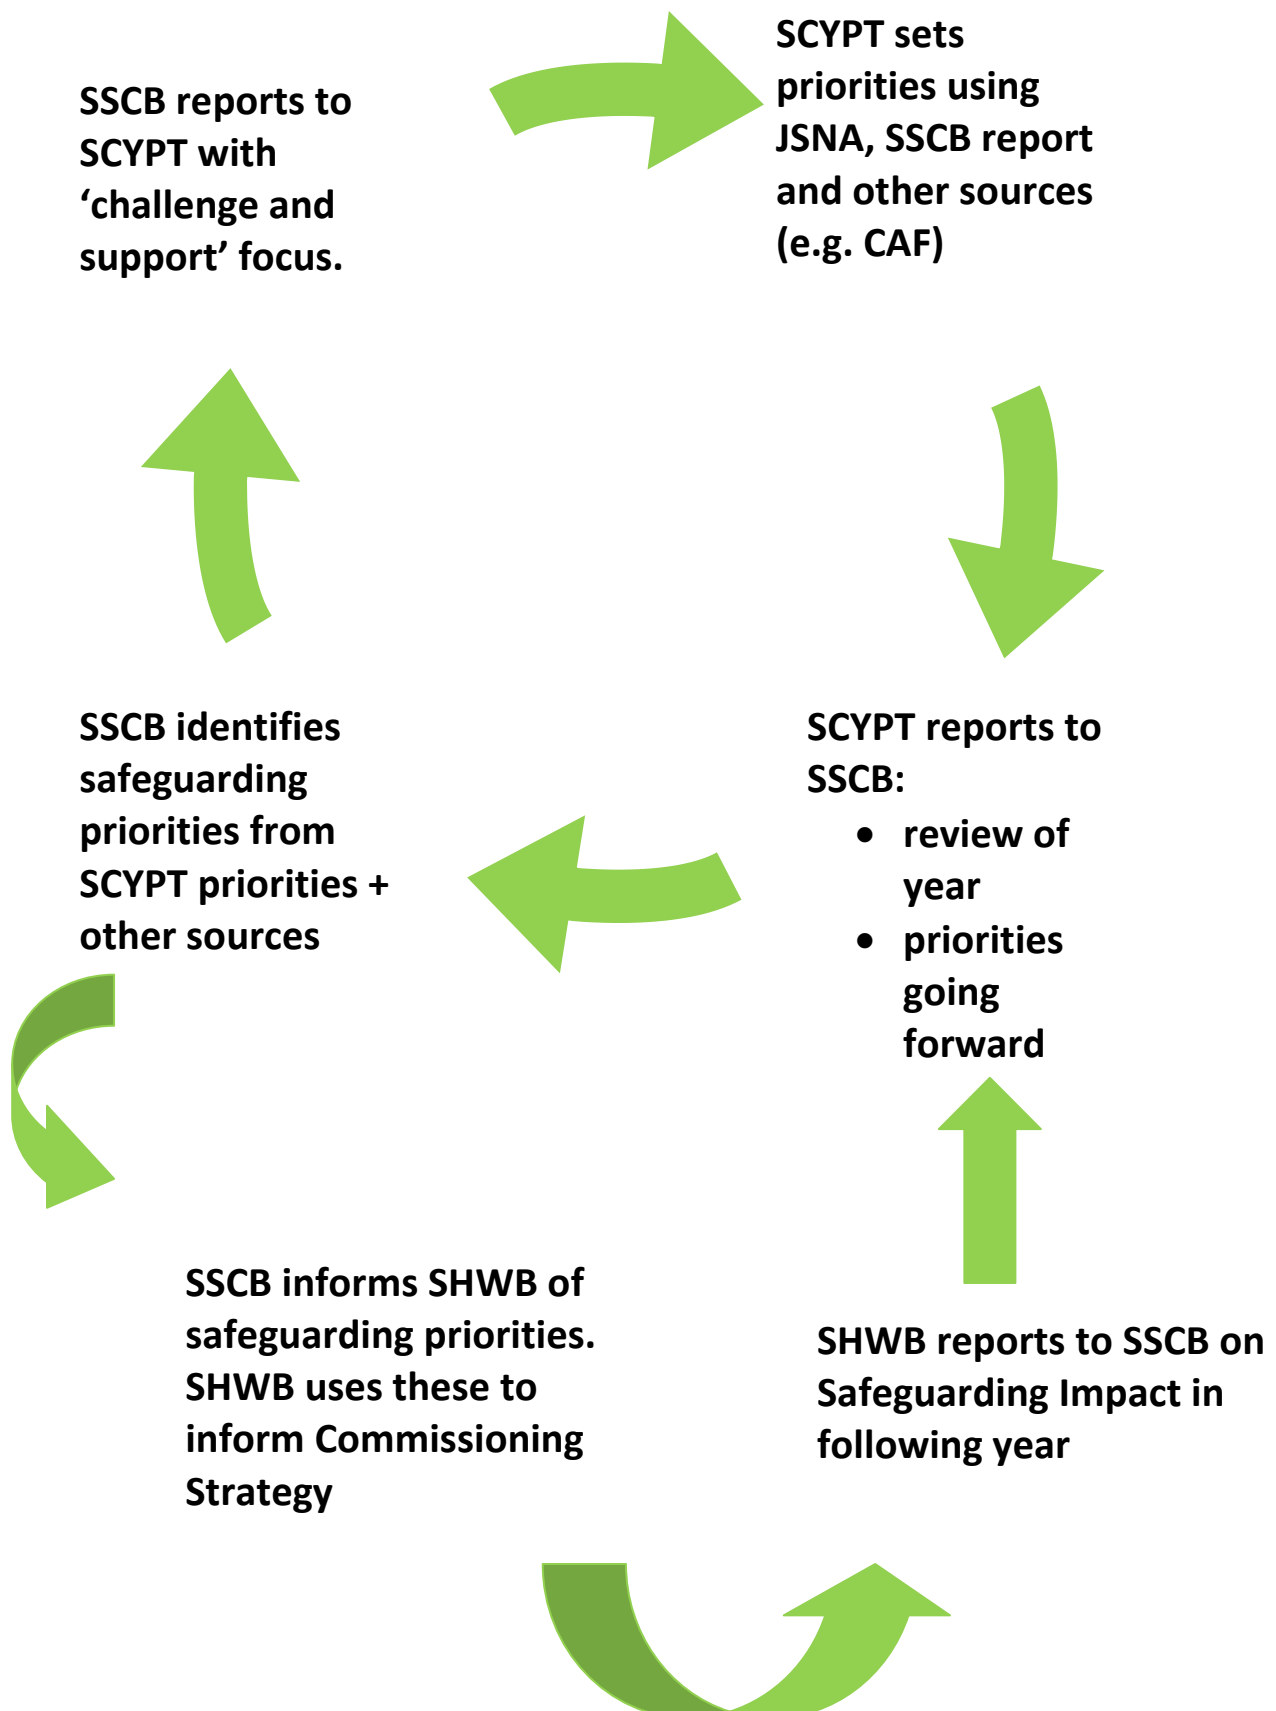 SSCB reports to
SCYPT with
‘challenge and
support’ focus.
SCYPT sets
priorities using
JSNA, SSCB report
and other sources
(e.g. CAF)
SSCB identifies
safeguarding
priorities from
SCYPT priorities +
other sources
SCYPT reports to
SSCB:
• review of
year
• priorities
going
forward
SSCB informs SHWB of
safeguarding priorities.
SHWB uses these to
inform Commissioning
Strategy
SHWB reports to SSCB on
Safeguarding Impact in
following year